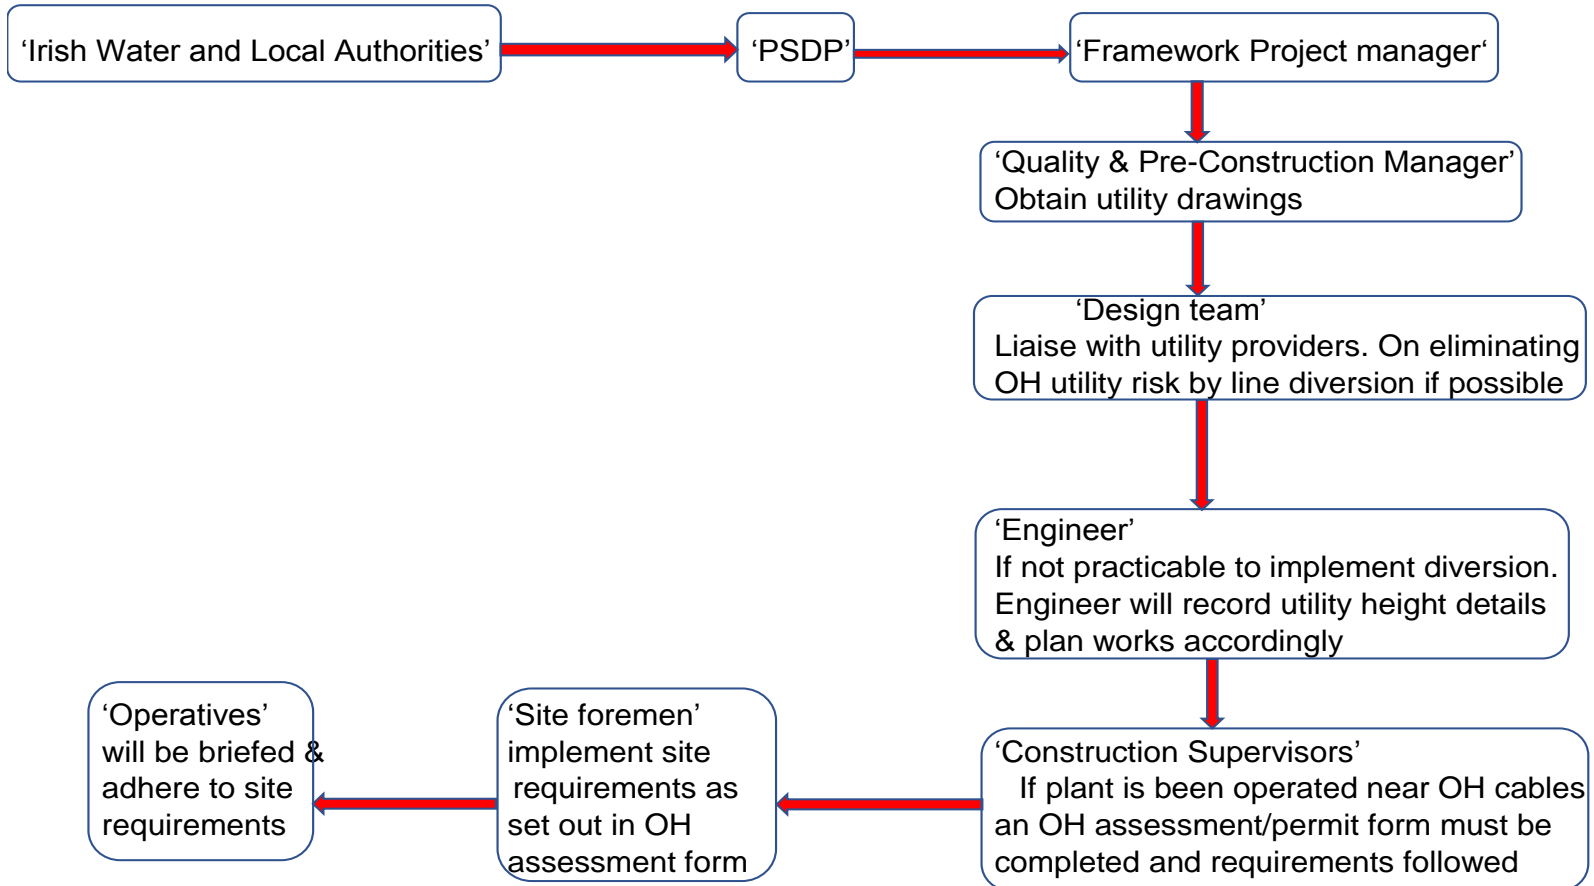 ‘Irish Water and Local Authorities’
‘PSDP’
‘Framework Project manager‘
‘Quality & Pre-Construction Manager’
Obtain utility drawings
‘Design team’
Liaise with utility providers. On eliminating
OH utility risk by line diversion if possible
‘Engineer’
If not practicable to implement diversion.
Engineer will record utility height details
& plan works accordingly
‘Construction Supervisors’
If plant is been operated near OH cables
an OH assessment/permit form must be
completed and requirements followed
‘Site foremen’
implement site
requirements as
set out in OH
assessment form
‘Operatives’
will be briefed &
adhere to site
requirements